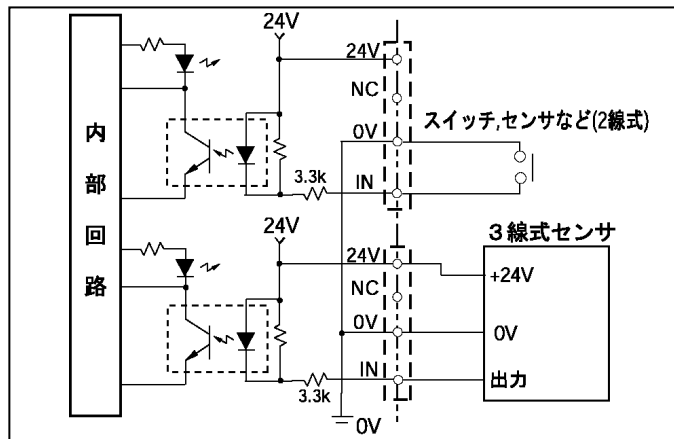 内部回路
24V
24V
NC
0V
IN
3.3k
スイッチ,センサなど(2線式)
24V
24V
NC
0V
IN
3.3k
0V
3線式センサ
+24V
0V
出力